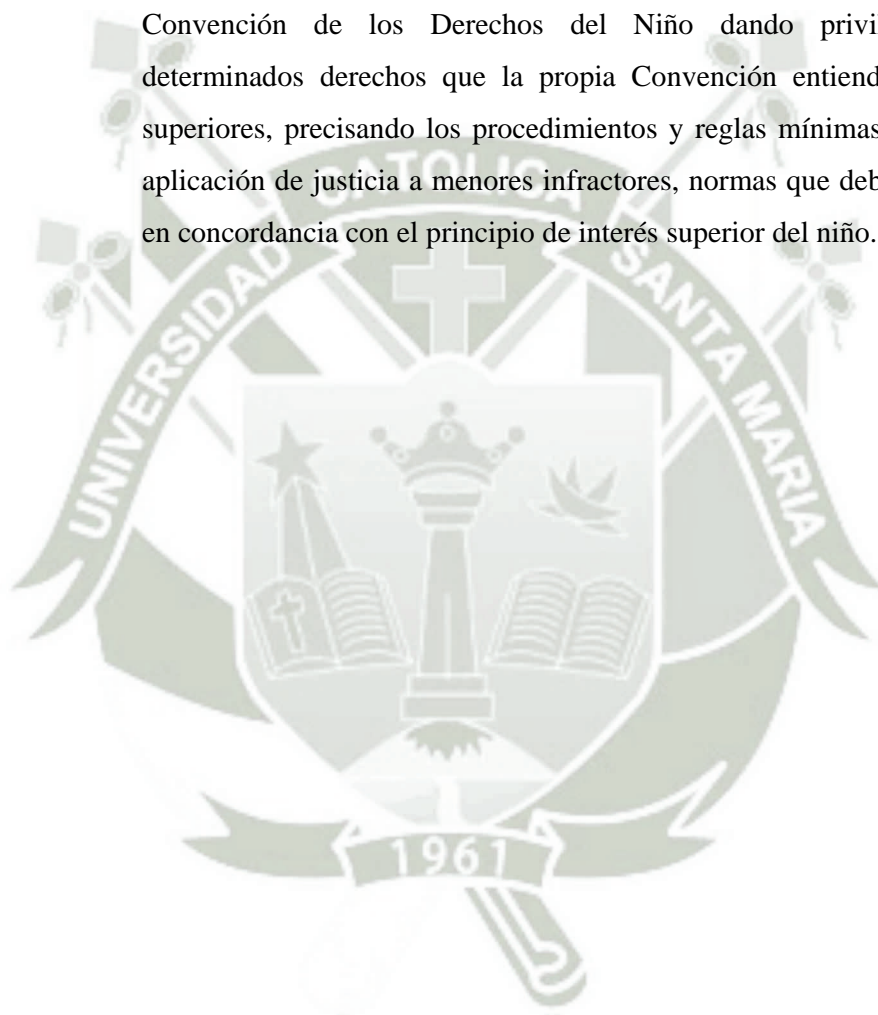 Convención de los Derechos del Niño dando privi
determinados derechos que la propia Convención entiend
superiores, precisando los procedimientos y reglas mínimas
aplicación de justicia a menores infractores, normas que deb
en concordancia con el principio de interés superior del niño.
UNIVERSIDAD CATOLICA SANTA MARIA
1961